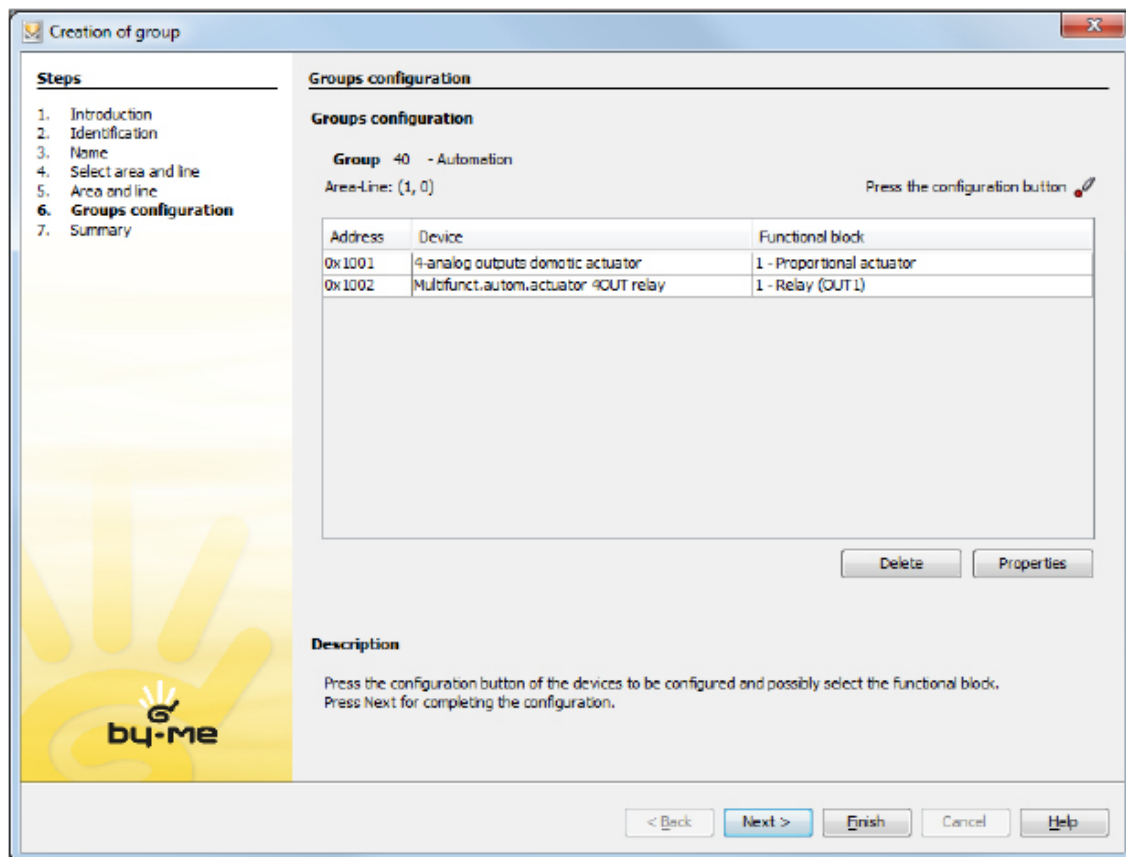 Creation of group
Steps
1. Introduction
2. Identification
3. Name
4. Select area and line
5. Area and line
6. Groups configuration
7. Summary
by-me
Groups configuration
Groups configuration
Group 40 - Automation
Area-Line: (1, 0)
Press the configuration button
Address Device Functional block
0x1001 4-analog outputs domotic actuator 1 - Proportional actuator
0x1002 Multifunct.autom.actuator 4OUT relay 1 - Relay (OUT1)
Delete Properties
Description
Press the configuration button of the devices to be configured and possibly select the functional block.
Press Next for completing the configuration.
< Back Next > Finish Cancel Help